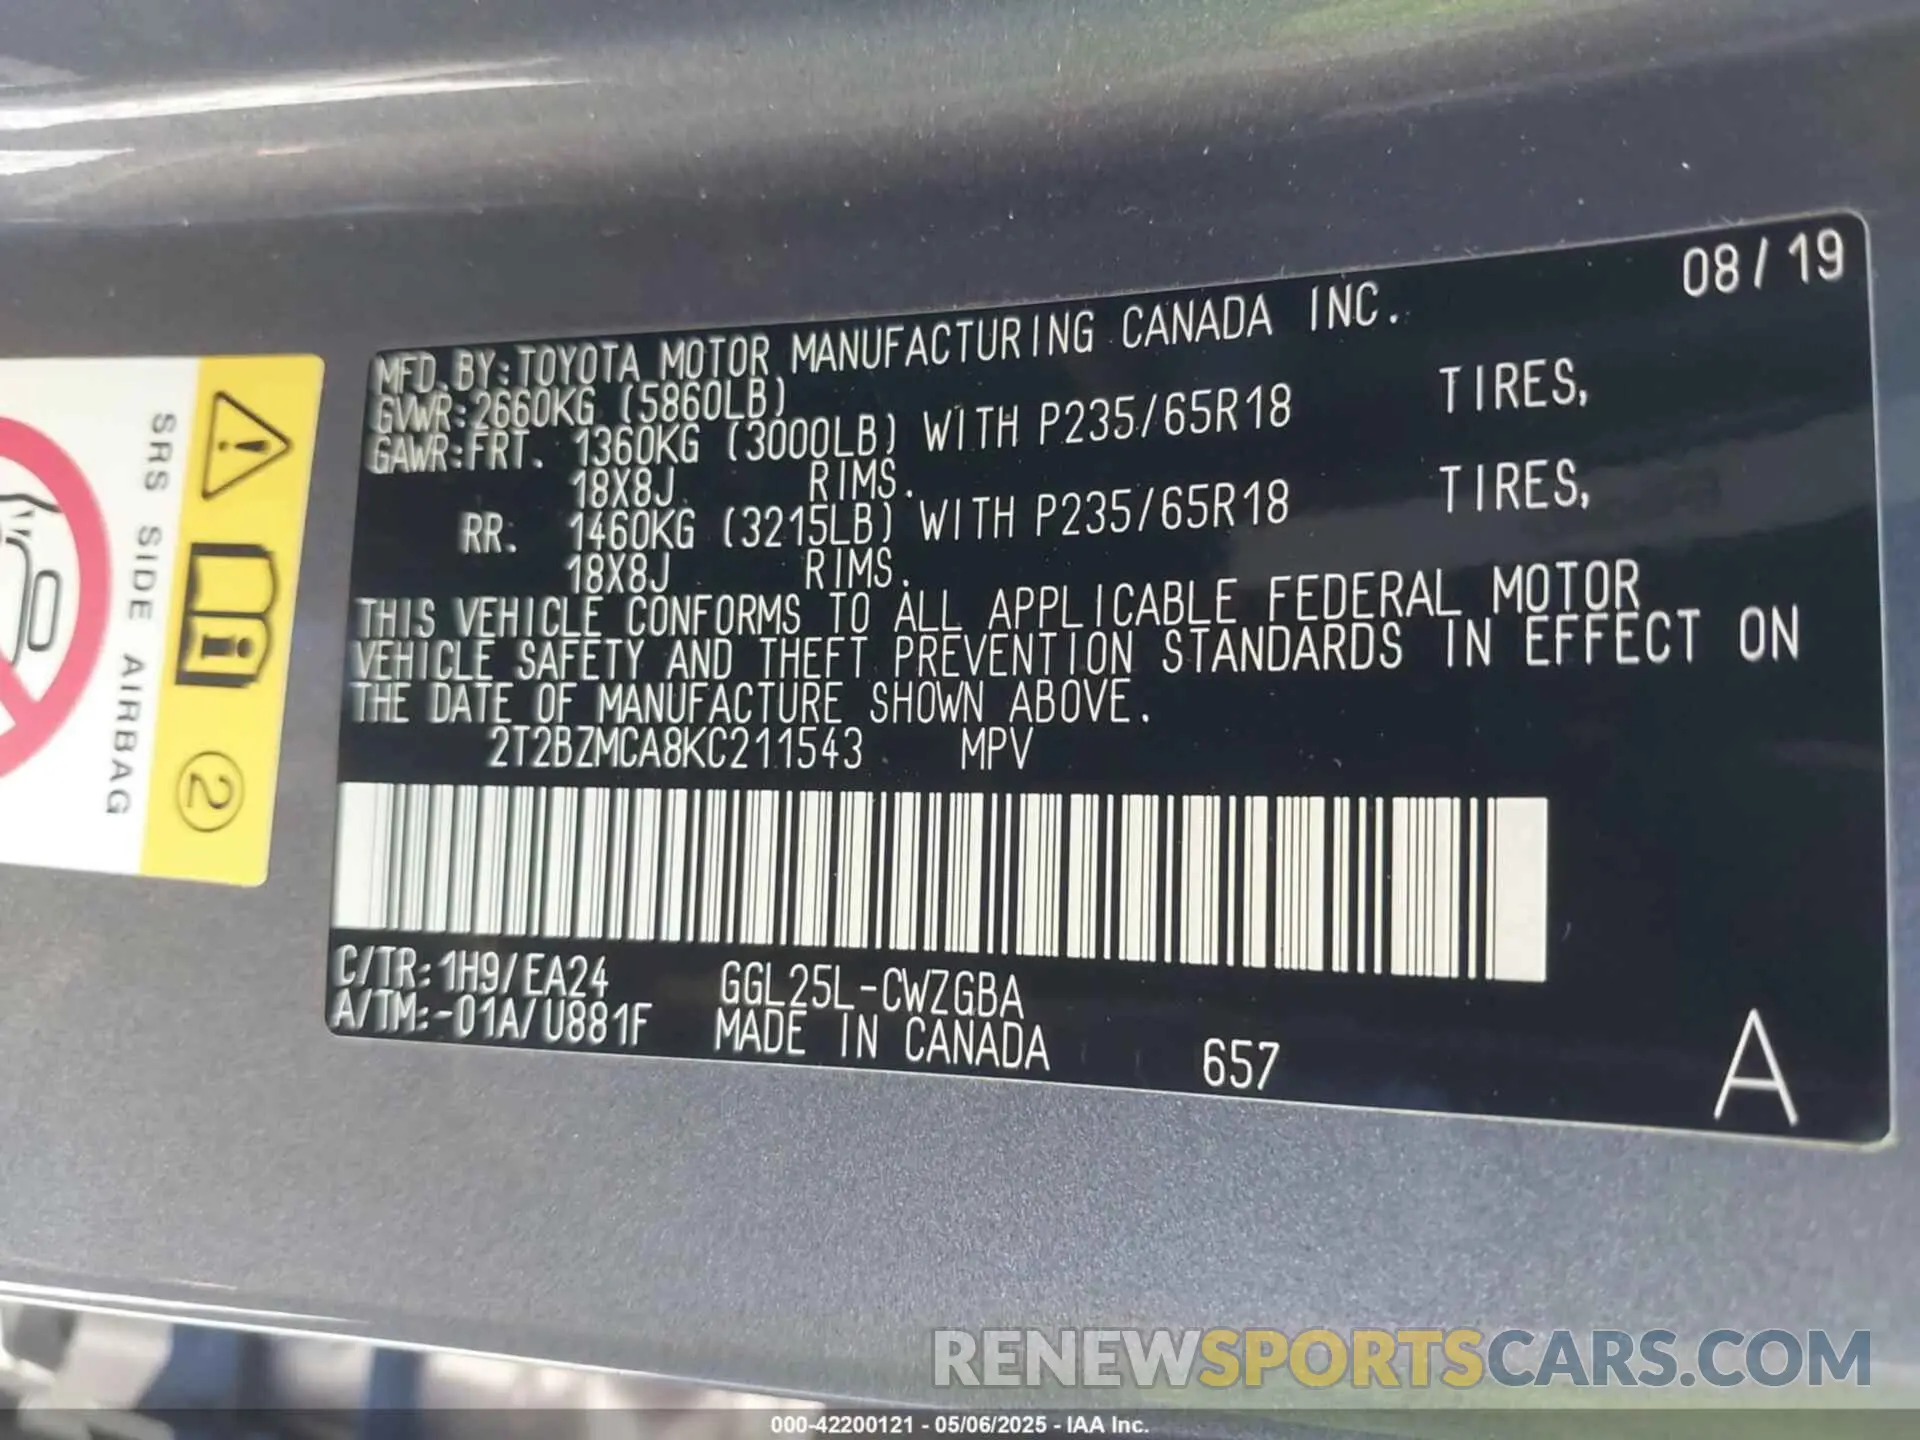 08/19
MFD.BY:TOYOTA MOTOR MANUFACTURING CANADA INC.
GVWR:2660KG (5860LB)
GAWR:FRT. 1360KG (3000LB) WITH P235/65R18 TIRES,
18X8J RIMS.
RR. 1460KG (3215LB) WITH P235/65R18 TIRES,
18X8J RIMS.
THIS VEHICLE CONFORMS TO ALL APPLICABLE FEDERAL MOTOR
VEHICLE SAFETY AND THEFT PREVENTION STANDARDS IN EFFECT ON
THE DATE OF MANUFACTURE SHOWN ABOVE.
2T2BZMCA8KC211543 MPV
C/TR:1H9/EA24 GGL25L-CWZGBA
A/TM:-01A/U881F MADE IN CANADA 657
A
SRS SIDE AIRBAG
2
RENEWSPORTSCARS.COM
000-42200121 - 05/06/2025 - IAA Inc.